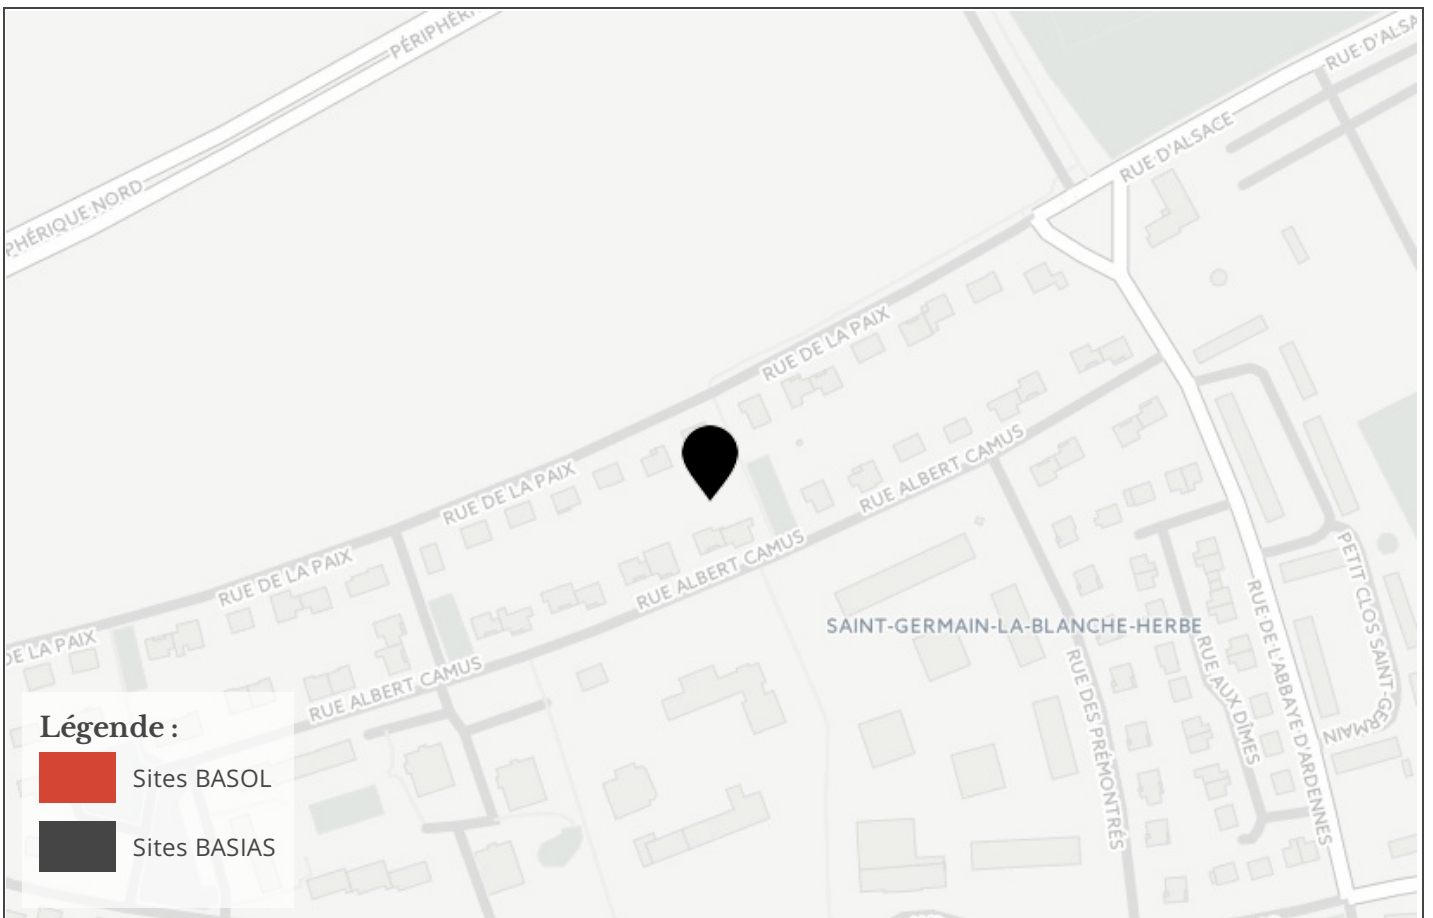 PÉRIPHÉRI
RUE D'ALSA
RUE D'ALSACE
PHÉRIQUE NORD
RUE DE LA PAIX
RUE DE LA PAIX
RUE ALBERT CAMUS
RUE DE LA PAIX
RUE ALBERT CAMUS
DE LA PAIX
SAINT-GERMAIN-LA-BLANCHE-HERBE
PETIT CLOS SAINT-GERMAIN
RUE DE L'ABBAYE D'ARDENNES
RUE AUX DÎMES
RUE DES PRÉMONTRÉS
RUE ALBERT CAMUS
Légende :
Sites BASOL
Sites BASIAS